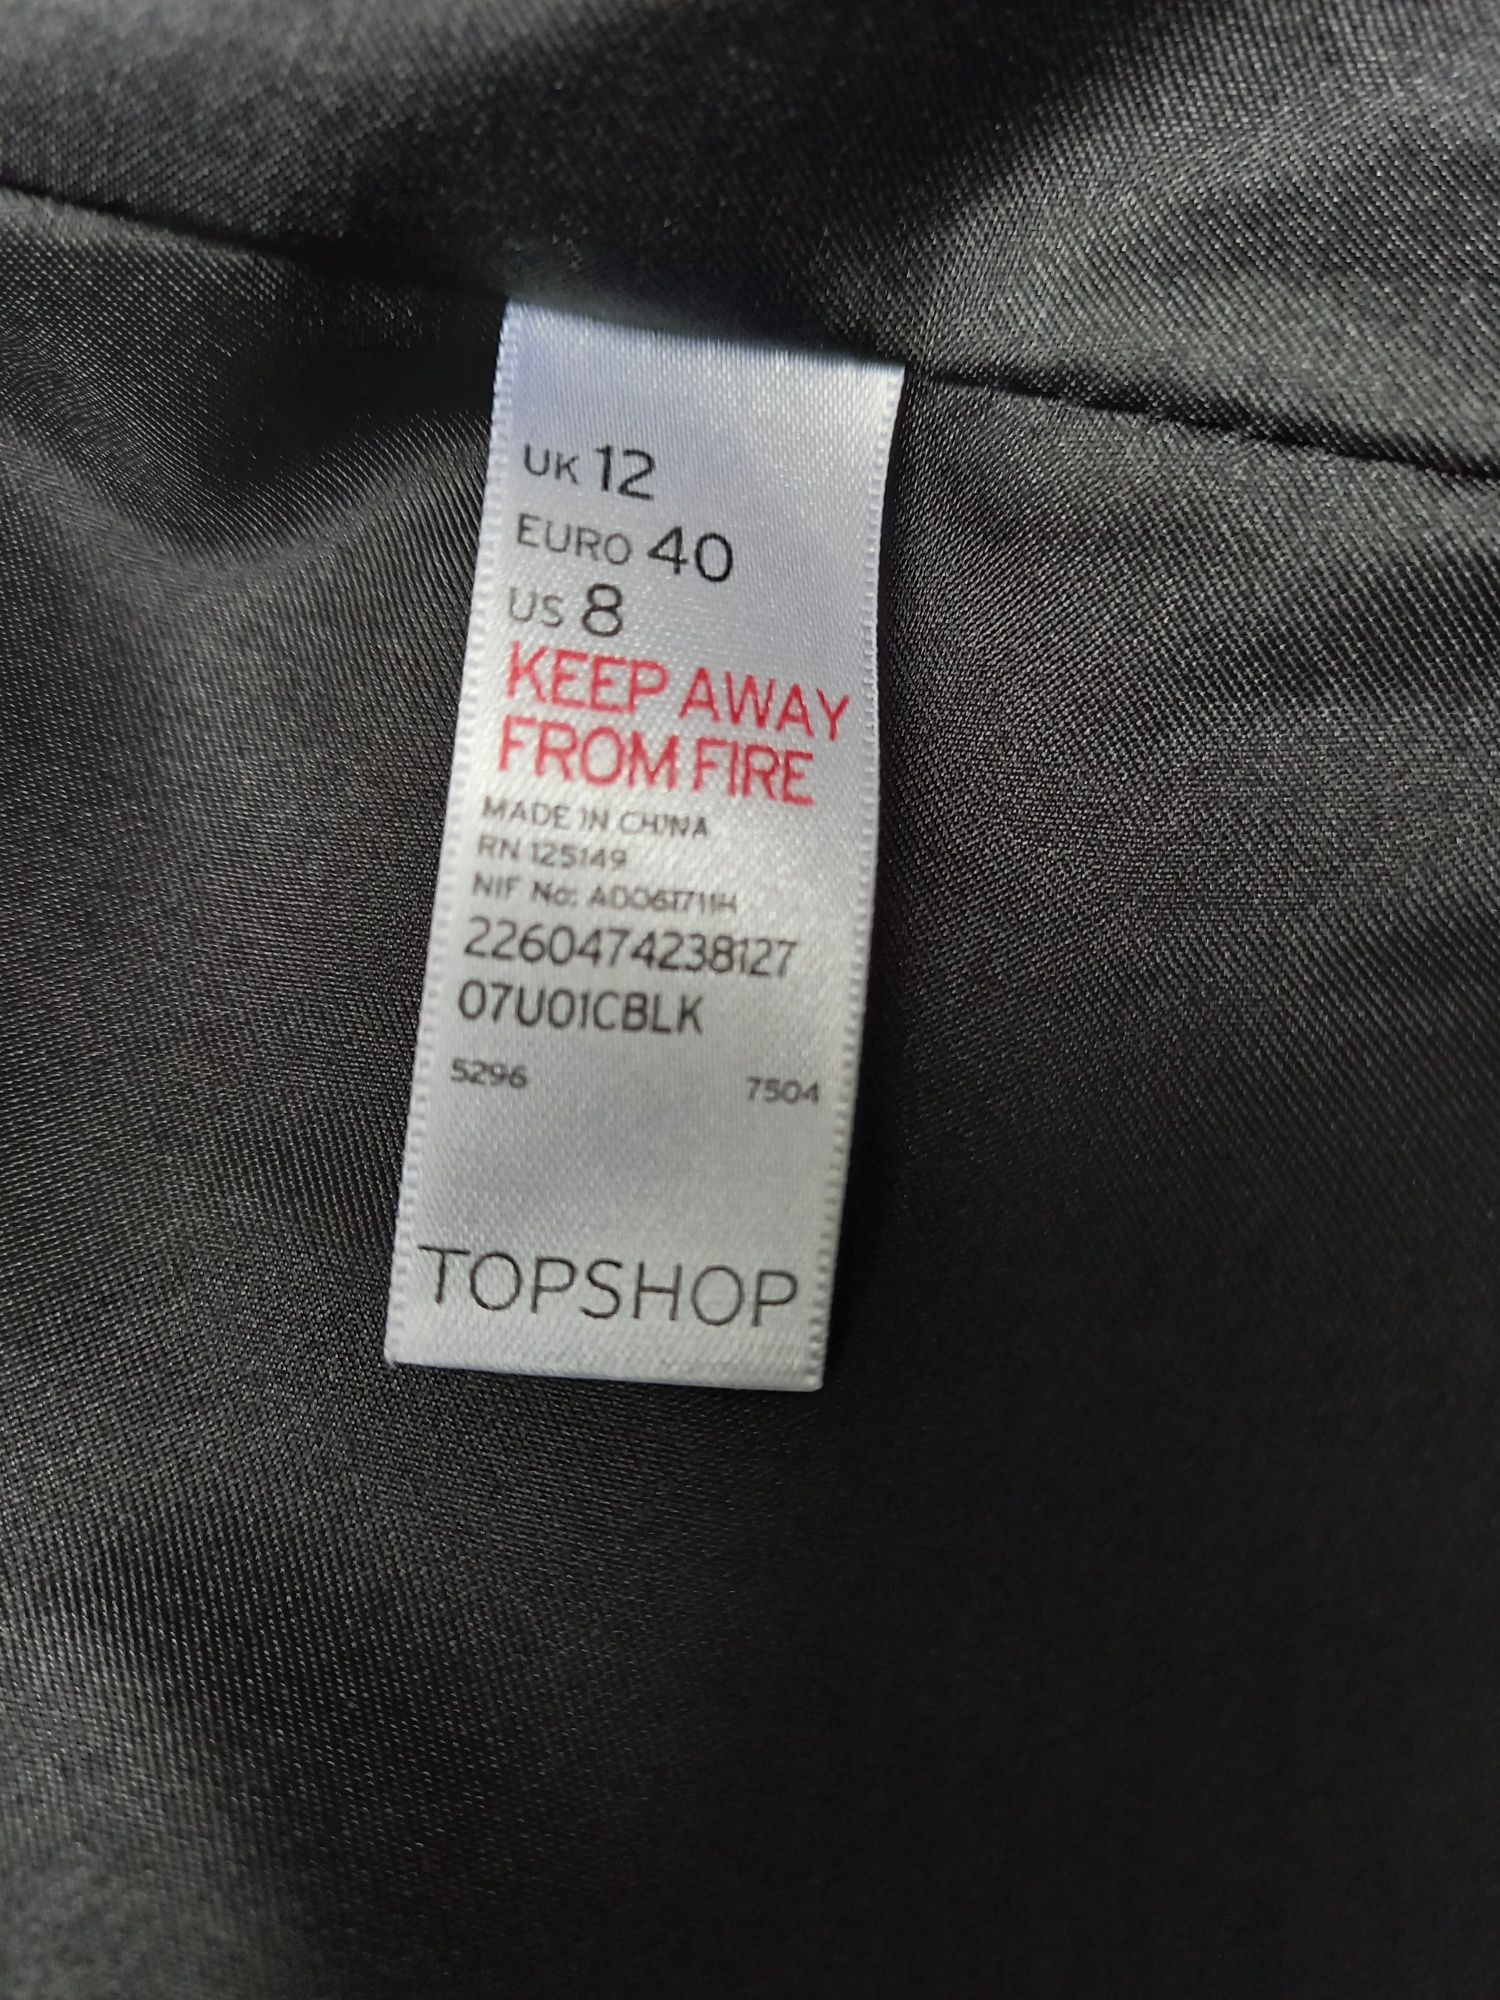 UK 12
EURO 40
US 8
KEEP AWAY
FROM FIRE
MADE IN CHINA
RN 125149
NIF No: A0061711H
2260474238127
07U01CBLK
5296 7504
TOPSHOP